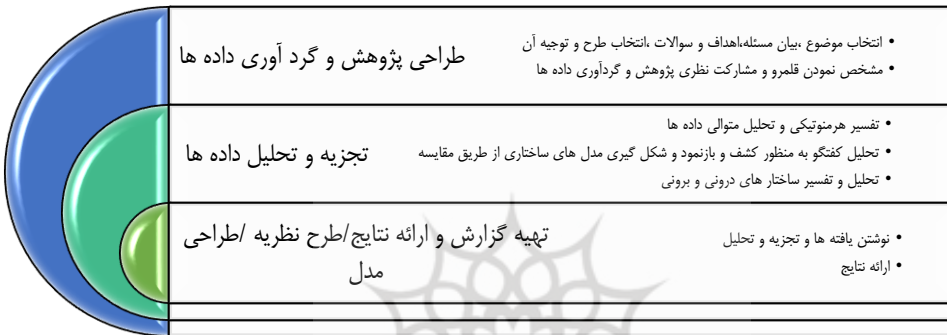 طراحی پژوهش و گرد آوری داده ها
• انتخاب موضوع ،بیان مسئله،اهداف و سوالات ،انتخاب طرح و توجیه آن
• مشخص نمودن قلمرو و مشارکت نظری پژوهش و گردآوری داده ها
تجزیه و تحلیل داده ها
• تفسیر هرمنوتیکی و تحلیل متوالی داده ها
• تحلیل کفتگو به منظور کشف و بازنمود و شکل گیری مدل های ساختاری از طریق مقایسه
• تحلیل و تفسیر ساختار های درونی و برونی
تهیه گزارش و ارائه نتایج/طرح نظریه /طراحی
مدل
• نوشتن یافته ها و تجزیه و تحلیل
• ارائه نتایج